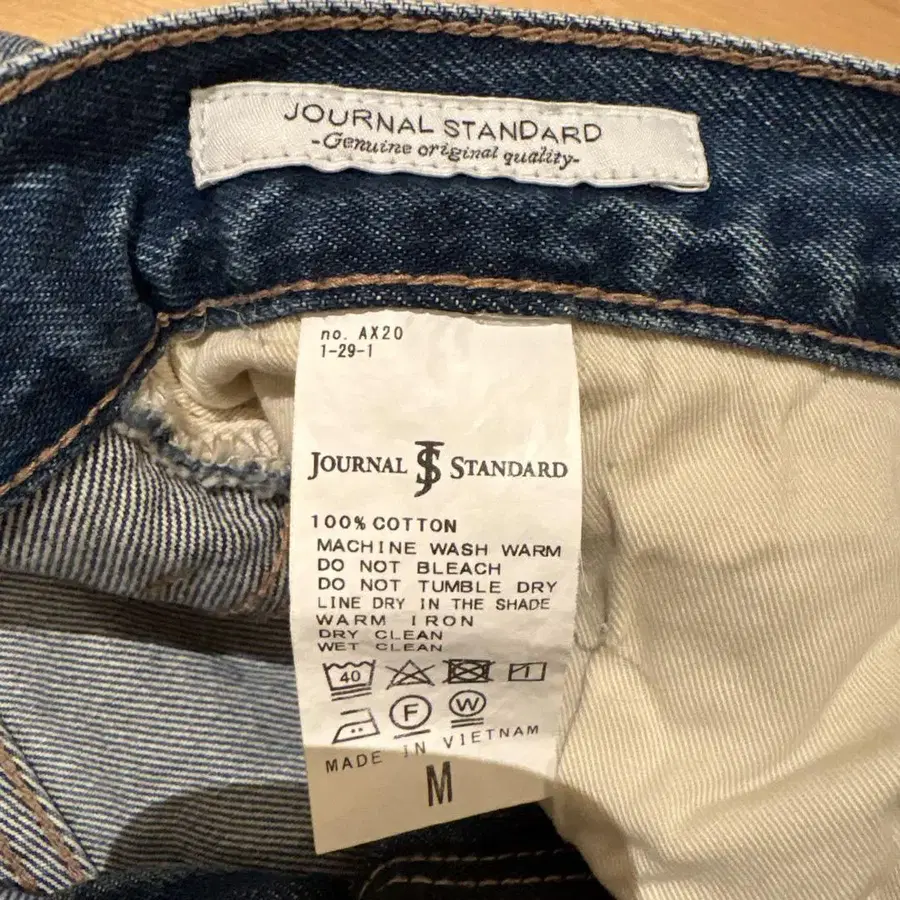 JOURNAL STANDARD
-Genuine original quality-
no. AX20
1-29-1
JOURNAL JS STANDARD
100% COTTON
MACHINE WASH WARM
DO NOT BLEACH
DO NOT TUMBLE DRY
LINE DRY IN THE SHADE
WARM IRON
DRY CLEAN
WET CLEAN
40
F W
MADE IN VIETNAM
M